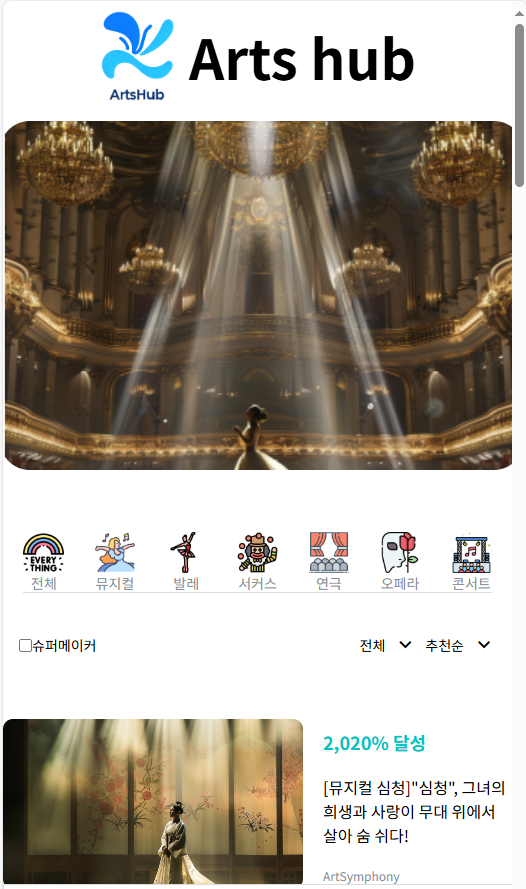 ArtsHub
Arts hub
EVERY
THING
전체
뮤지컬
발레
서커스
연극
오페라
콘서트
슈퍼메이커
전체
추천순
2,020% 달성
[뮤지컬 심청]"심청", 그녀의
희생과 사랑이 무대 위에서
살아 숨 쉬다!
ArtSymphony